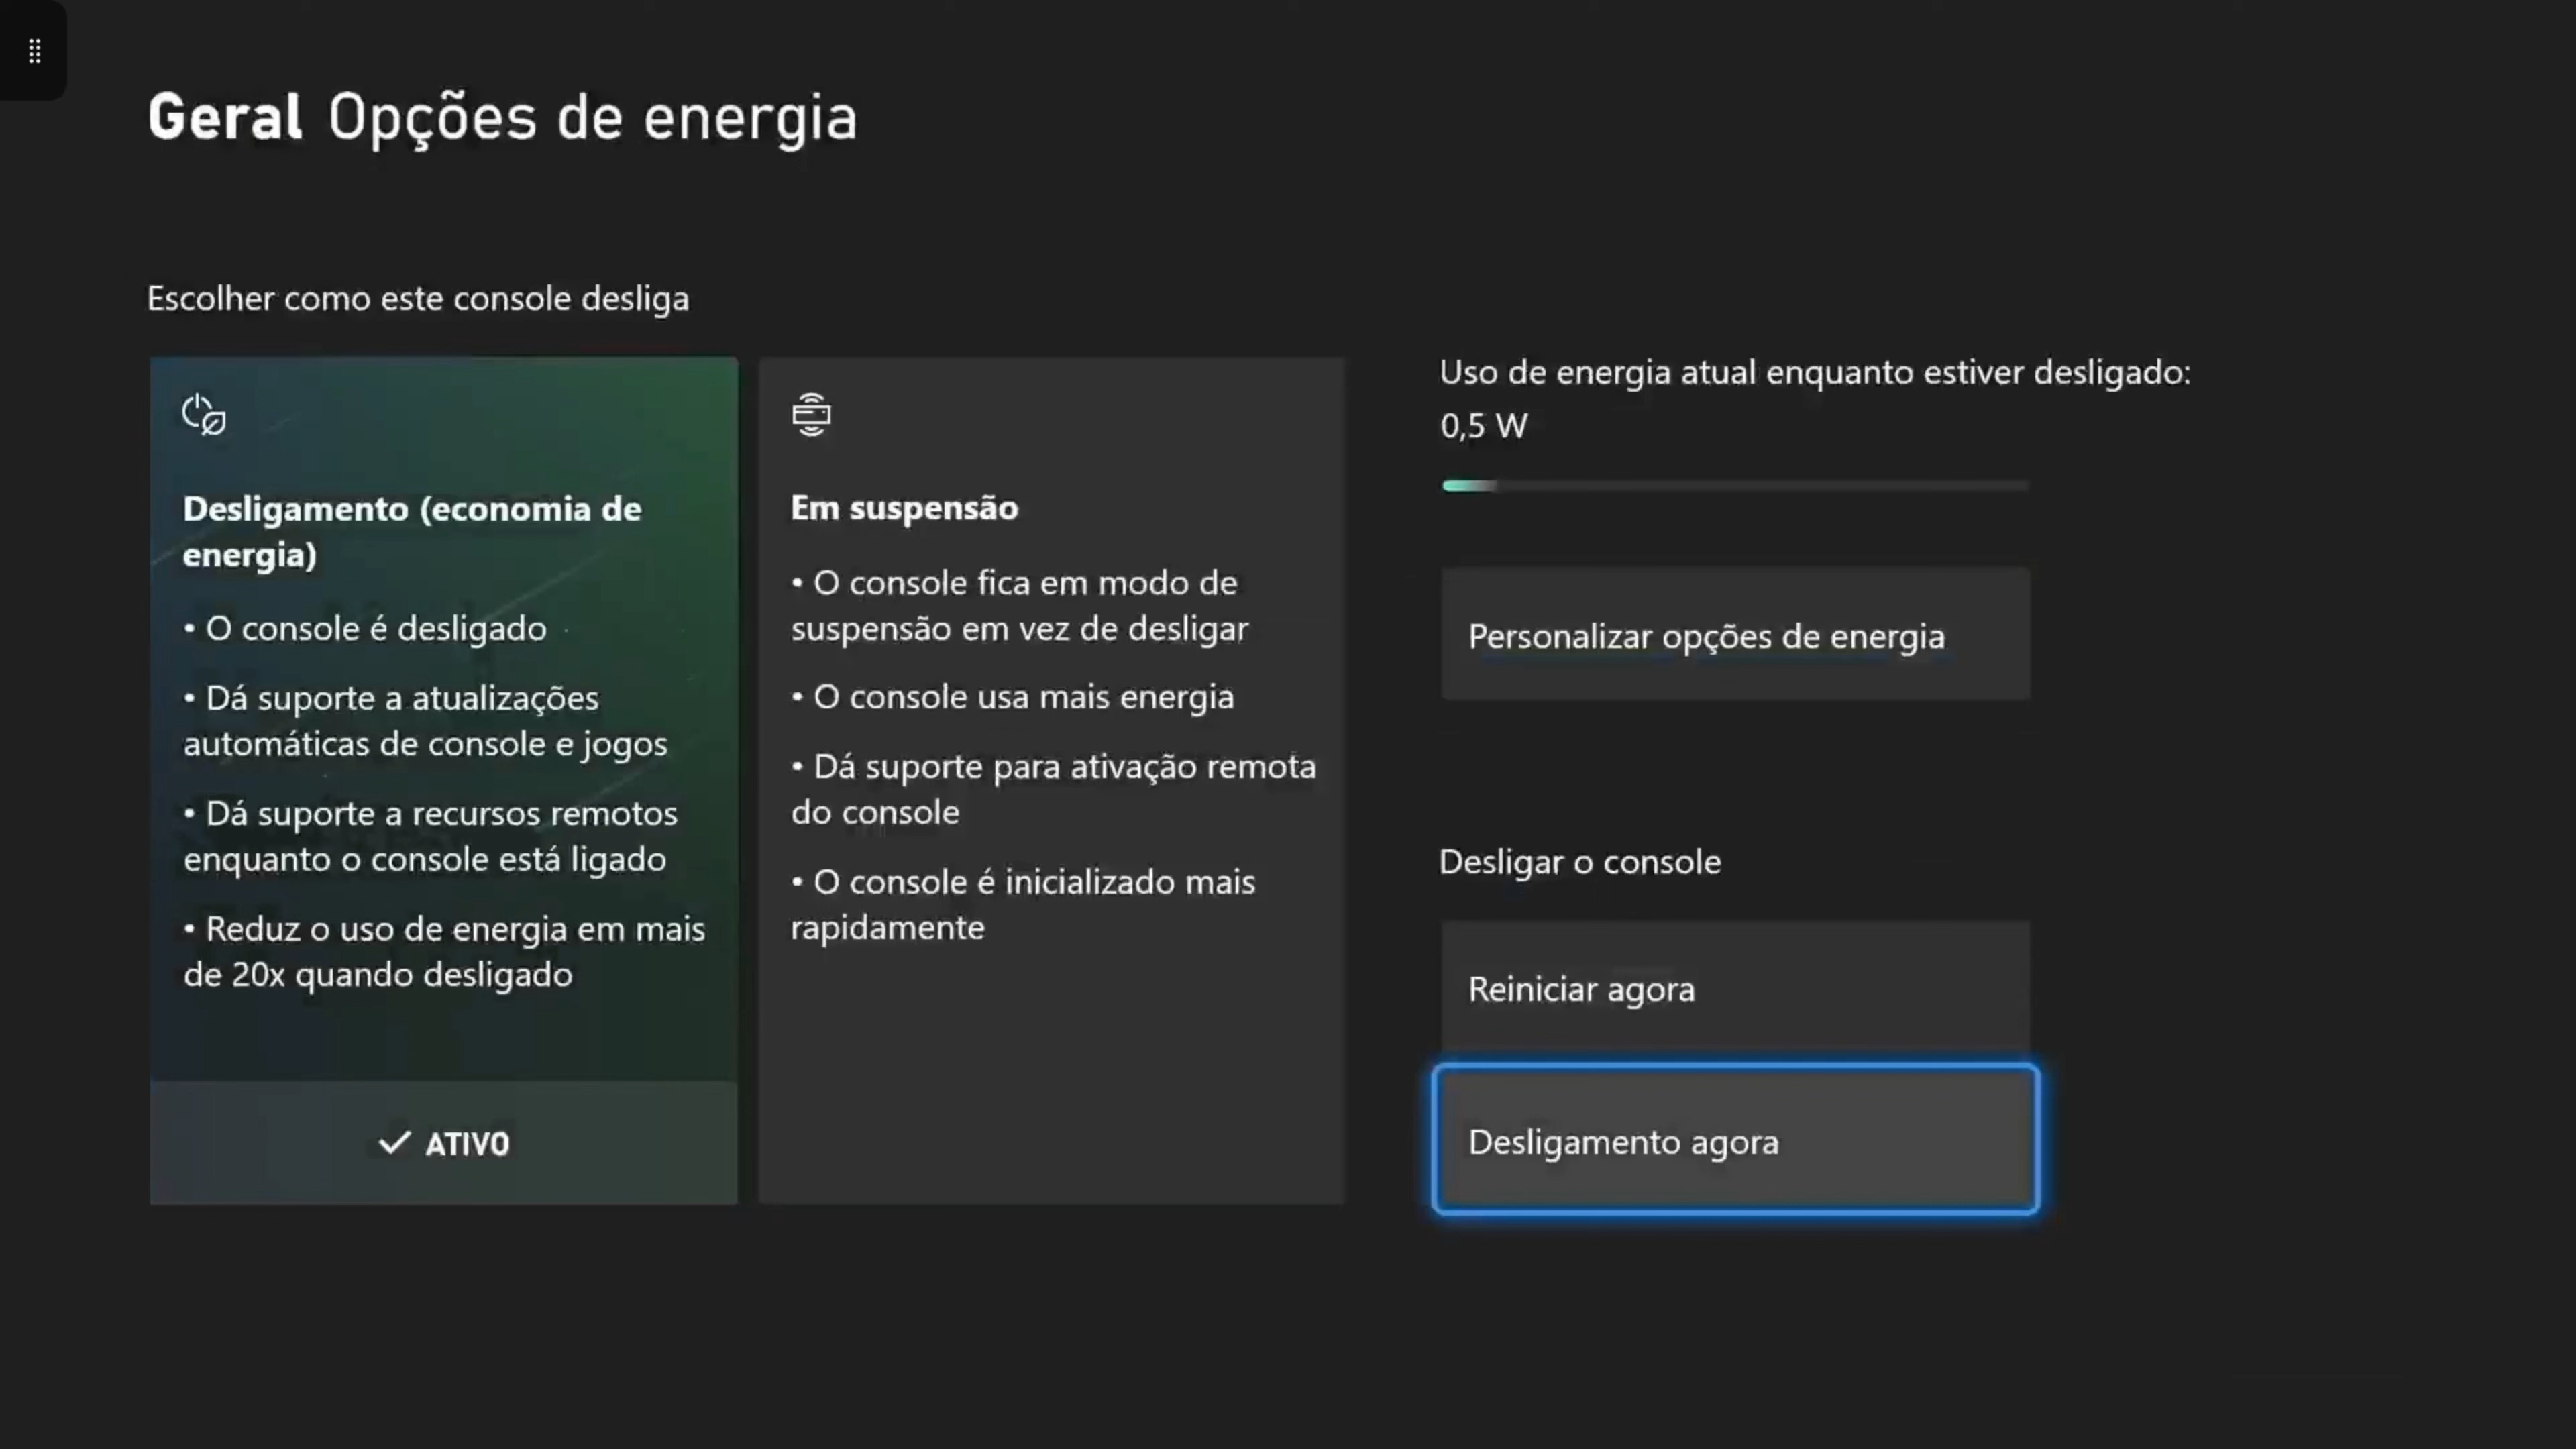 Geral Opções de energia
Escolher como este console desliga
Desligamento (economia de
energia)
• O console é desligado
• Dá suporte a atualizações
automáticas de console e jogos
• Dá suporte a recursos remotos
enquanto o console está ligado
• Reduz o uso de energia em mais
de 20x quando desligado
ATIVO
Em suspensão
• O console fica em modo de
suspensão em vez de desligar
• O console usa mais energia
• Dá suporte para ativação remota
do console
• O console é inicializado mais
rapidamente
Uso de energia atual enquanto estiver desligado:
0,5 W
Personalizar opções de energia
Desligar o console
Reiniciar agora
Desligamento agora